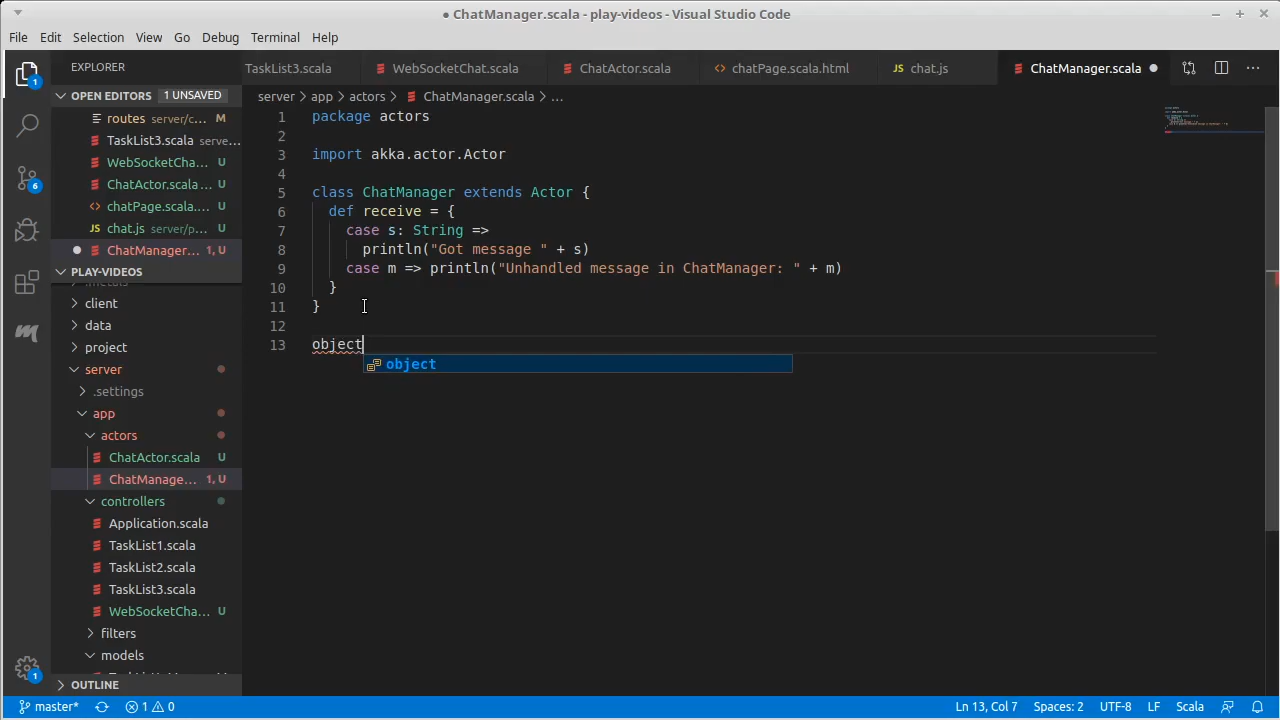 ChatManager.scala - play-videos - Visual Studio Code
File Edit Selection View Go Debug Terminal Help
EXPLORER
TaskList3.scala WebSocketChat.scala ChatActor.scala chatPage.scala.html JS chat.js ChatManager.scala
OPEN EDITORS 1 UNSAVED
server > app > actors > ChatManager.scala > ...
routes server/c... M
TaskList3.scala serve...
WebSocketCha... U
ChatActor.scala... U
chatPage.scala.... U
JS chat.js server/p... U
ChatManager... 1, U
PLAY-VIDEOS
client
data
project
server
.settings
app
actors
ChatActor.scala U
ChatManage... 1, U
controllers
Application.scala
TaskList1.scala
TaskList2.scala
TaskList3.scala
WebSocketCha... U
filters
models
OUTLINE
1 package actors
2
3 import akka.actor.Actor
4
5 class ChatManager extends Actor {
6 def receive = {
7 case s: String =>
8 println("Got message " + s)
9 case m => println("Unhandled message in ChatManager: " + m)
10 }
11 }
12
13 object
object
1
6
1
master* 1 0 Ln 13, Col 7 Spaces: 2 UTF-8 LF Scala